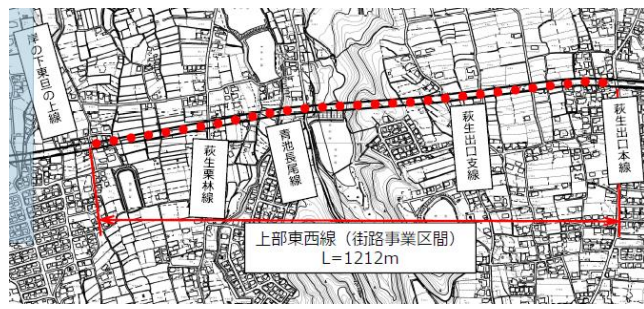 岸の下東旦の上線
萩生栗林線
青池長尾線
萩生出口支線
萩生出口本線
上部東西線(街路事業区間)
L=1212m